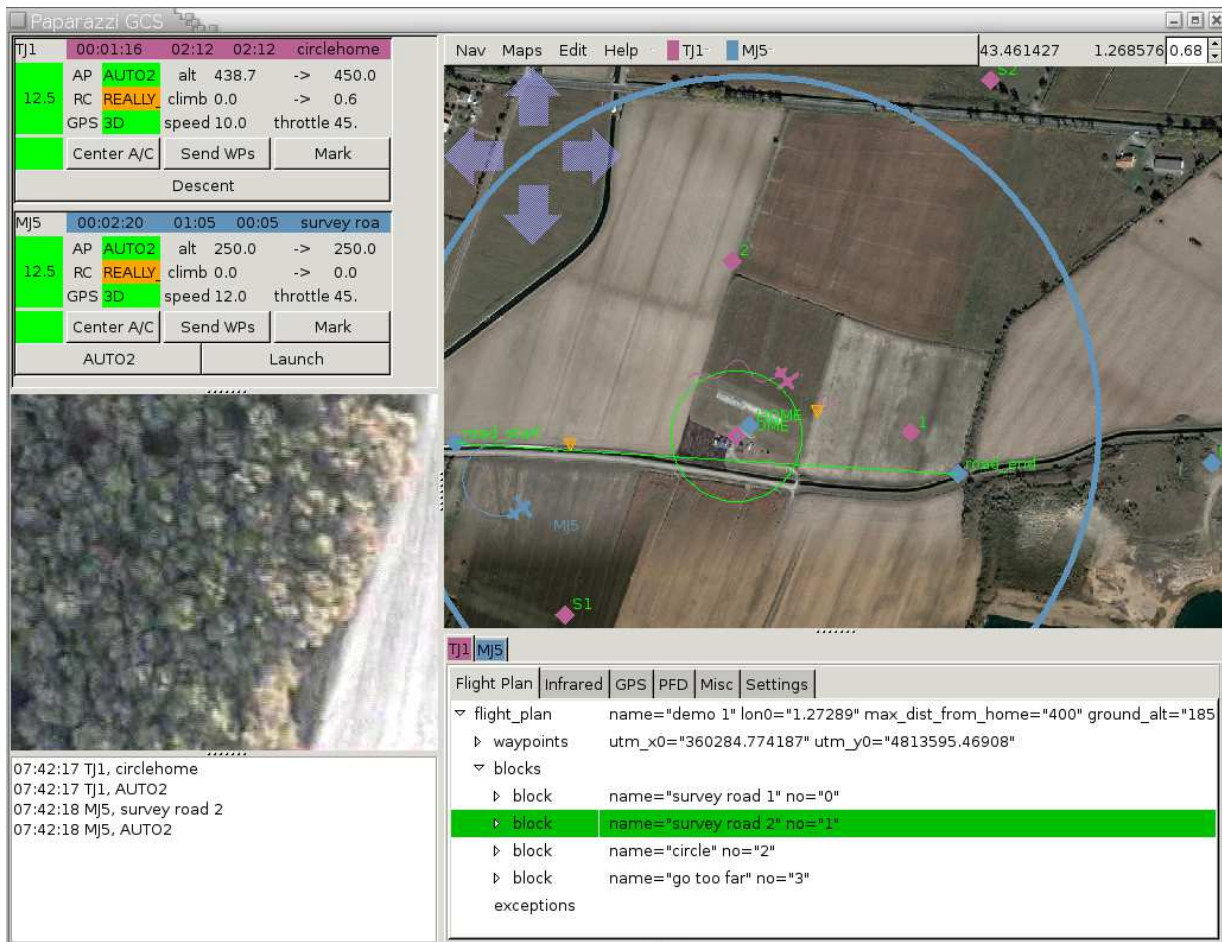 Paparazzi GCS
TJ1 00:01:16 02:12 02:12 circlehome
AP AUTO2 alt 438.7 -> 450.0
12.5 RC REALLY_ climb 0.0 -> 0.6
GPS 3D speed 10.0 throttle 45.
Center A/C Send WPs Mark
Descent
MJ5 00:02:20 01:05 00:05 survey roa
AP AUTO2 alt 250.0 -> 250.0
12.5 RC REALLY_ climb 0.0 -> 0.0
GPS 3D speed 12.0 throttle 45.
Center A/C Send WPs Mark
AUTO2 Launch
07:42:17 TJ1, circlehome
07:42:17 TJ1, AUTO2
07:42:18 MJ5, survey road 2
07:42:18 MJ5, AUTO2
Nav Maps Edit Help TJ1 MJ5 43.461427 1.268576 0.68
S2
2
HOME
OME
1
road_start
road_end
MJ5
S1
TJ1 MJ5
Flight Plan Infrared GPS PFD Misc Settings
flight_plan name="demo 1" lon0="1.27289" max_dist_from_home="400" ground_alt="185
waypoints utm_x0="360284.774187" utm_y0="4813595.46908"
blocks
block name="survey road 1" no="0"
block name="survey road 2" no="1"
block name="circle" no="2"
block name="go too far" no="3"
exceptions